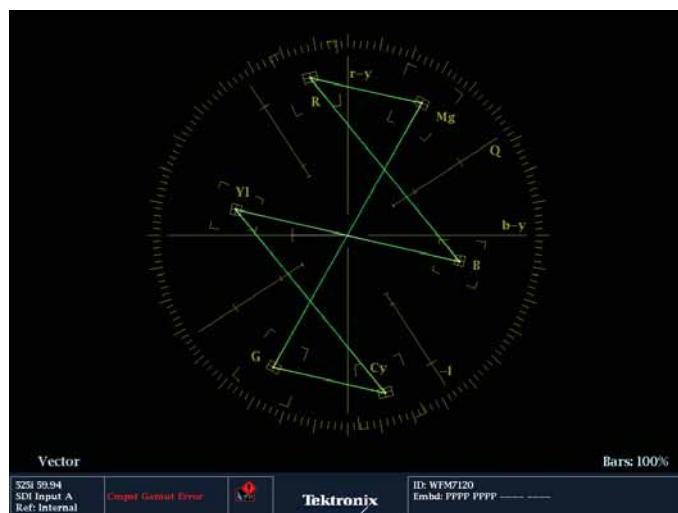 r-y
R
Mg
Q
Yl
b-y
B
G
Cy
-I
Vector
Bars: 100%
525i 59.94
SDI Input A
Ref: Internal
Cmpst Gamut Error
Tektronix
ID: WFM7120
Embd: PPPP PPPP ---- ----